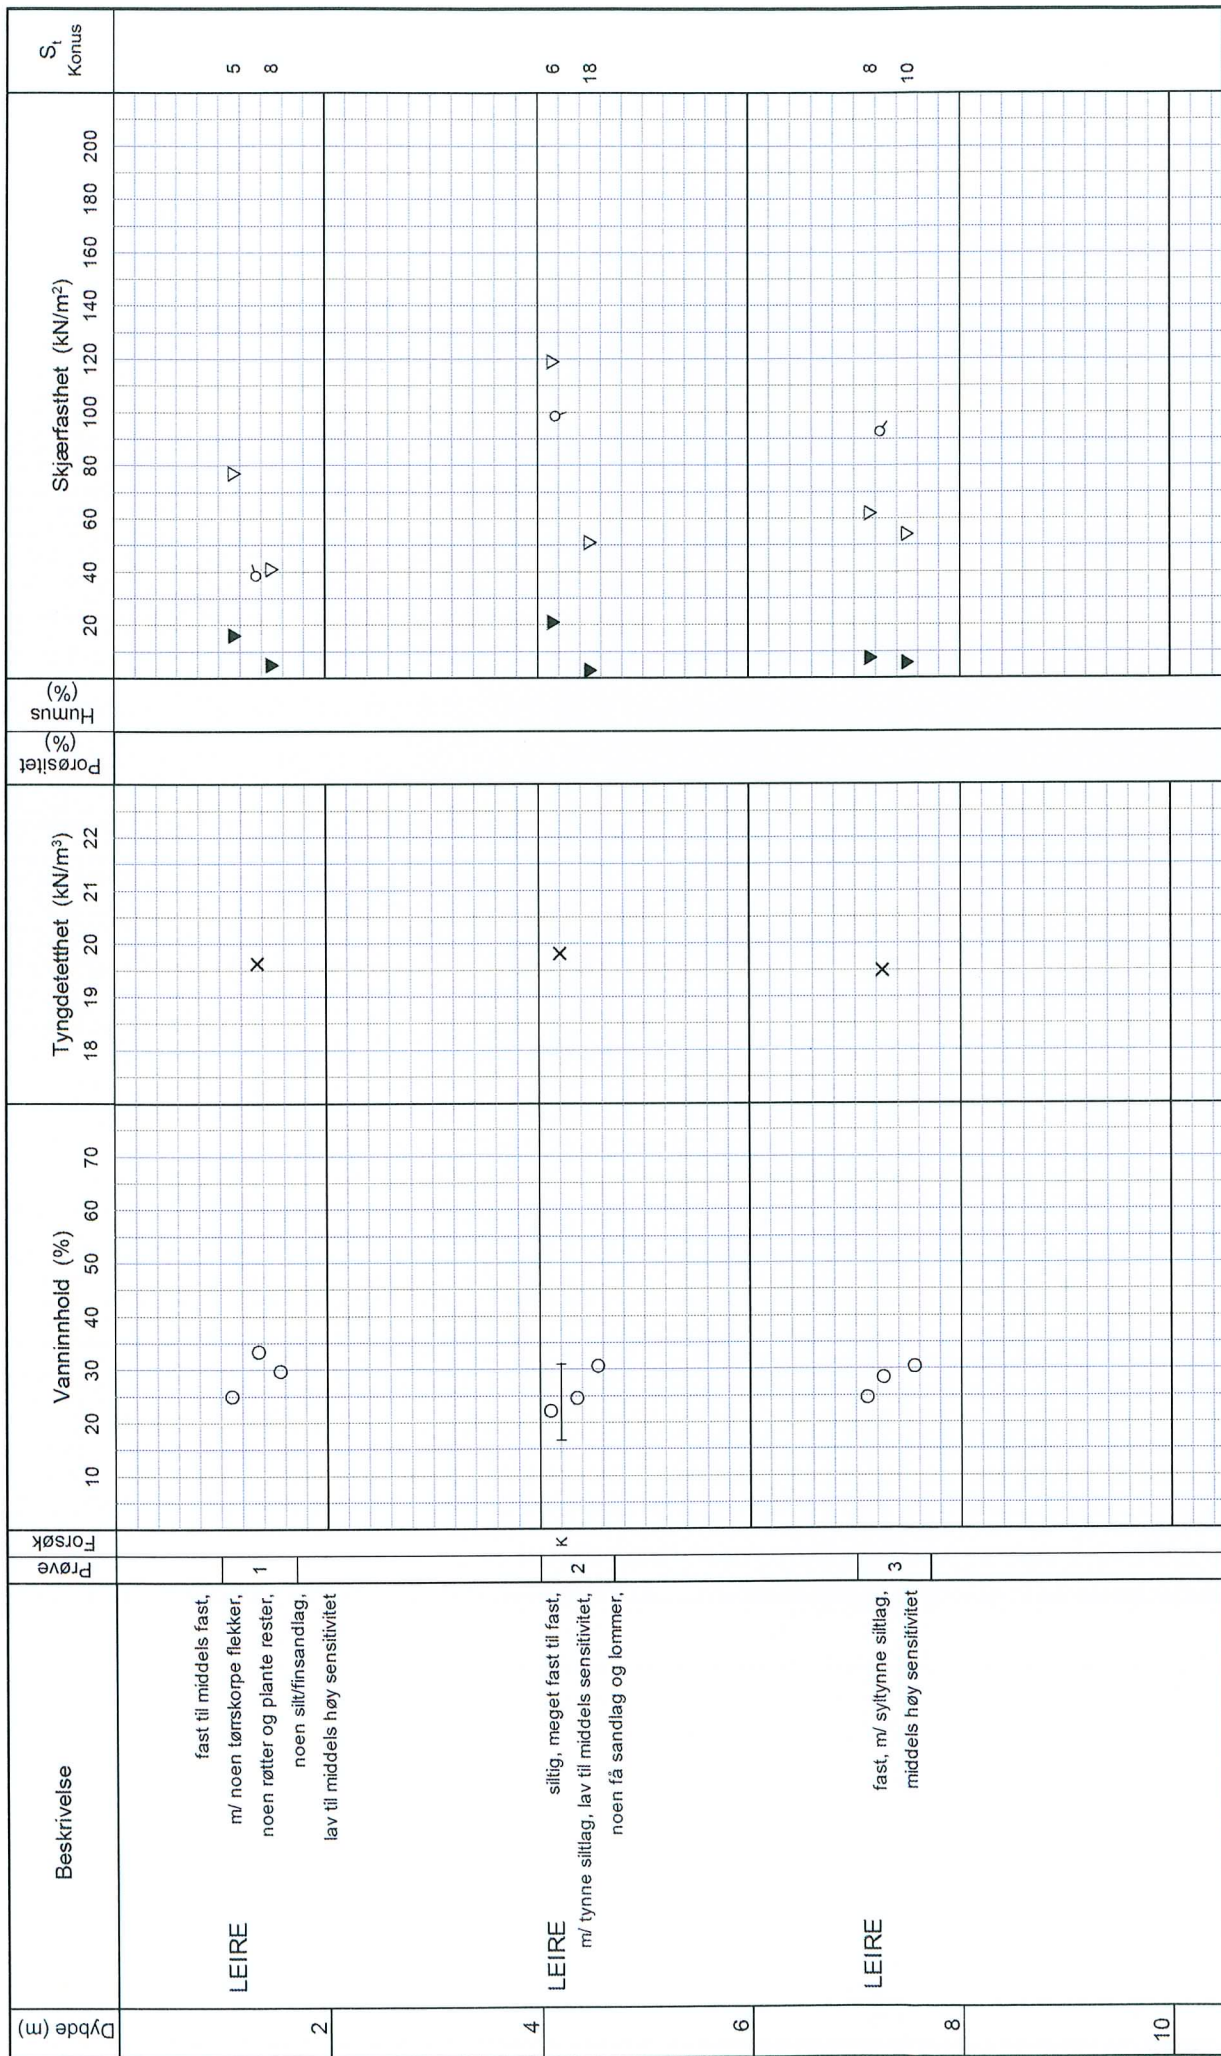 Dybde (m)
Beskrivelse
Prøve
Forsøk
Vanninnhold (%)
10 20 30 40 50 60 70
Tyngdetetthet (kN/m³)
18 19 20 21 22
Porøsitet (%)
Humus (%)
Skjærfasthet (kN/m²)
20 40 60 80 100 120 140 160 180 200
Sₜ
Konus
LEIRE
fast til middels fast,
m/ noen tørrskorpe flekker,
noen røtter og plante rester,
noen silt/finsandlag,
lav til middels høy sensitivitet
1
5
8
2
4
LEIRE
siltig, meget fast til fast,
m/ tynne siltlag, lav til middels sensitivitet,
noen få sandlag og lommer,
2
K
6
18
6
LEIRE
fast, m/ syltynne siltlag,
middels høy sensitivitet
3
8
10
8
10